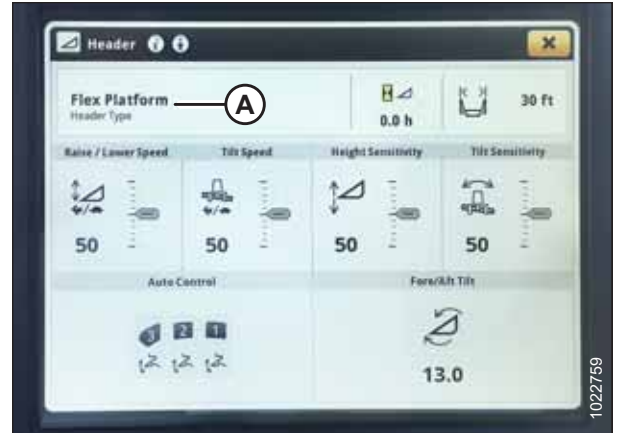 Header
Flex Platform
Header Type
A
0.0 h
30 ft
Raise / Lower Speed
Tilt Speed
Height Sensitivity
Tilt Sensitivity
50
50
50
50
Auto Control
Fore/Aft Tilt
3 2 1
13.0
1022759